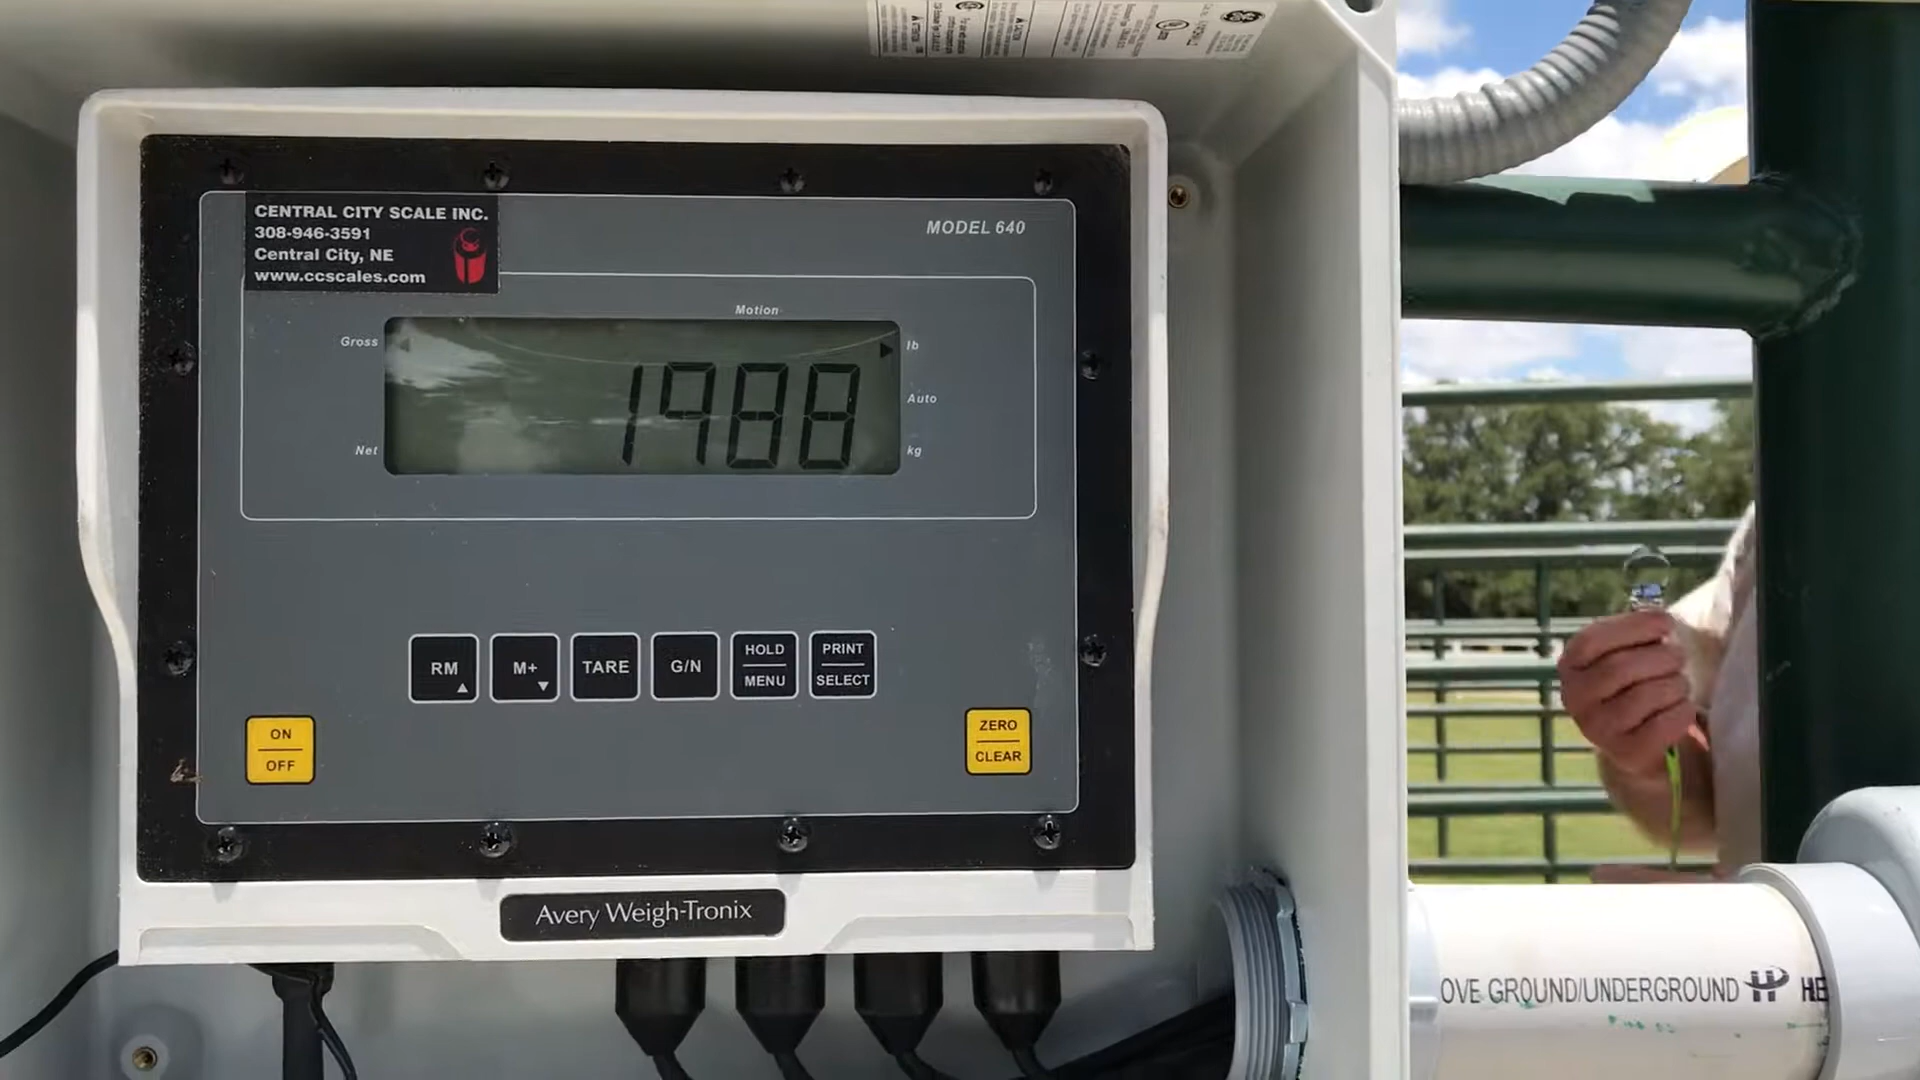 CENTRAL CITY SCALE INC.
308-946-3591
Central City, NE
www.ccscales.com
MODEL 640
Motion
Gross
lb
1988
Auto
Net
kg
RM
M+
TARE
G/N
HOLD
MENU
PRINT
SELECT
ON
OFF
ZERO
CLEAR
Avery Weigh-Tronix
OVE GROUND/UNDERGROUND HE